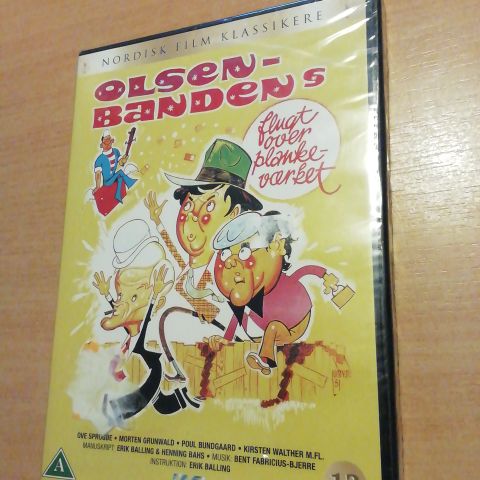 NORDISK FILM KLASSIKERE
OLSEN-
BANDENS
flugt
over
planke-
værket
OVE SPROGØE • MORTEN GRUNWALD • POUL BUNDGAARD • KIRSTEN WALTHER M.FL.
MANUSKRIPT: ERIK BALLING & HENNING BAHS • MUSIK: BENT FABRICIUS-BJERRE
INSTRUKTION: ERIK BALLING
A